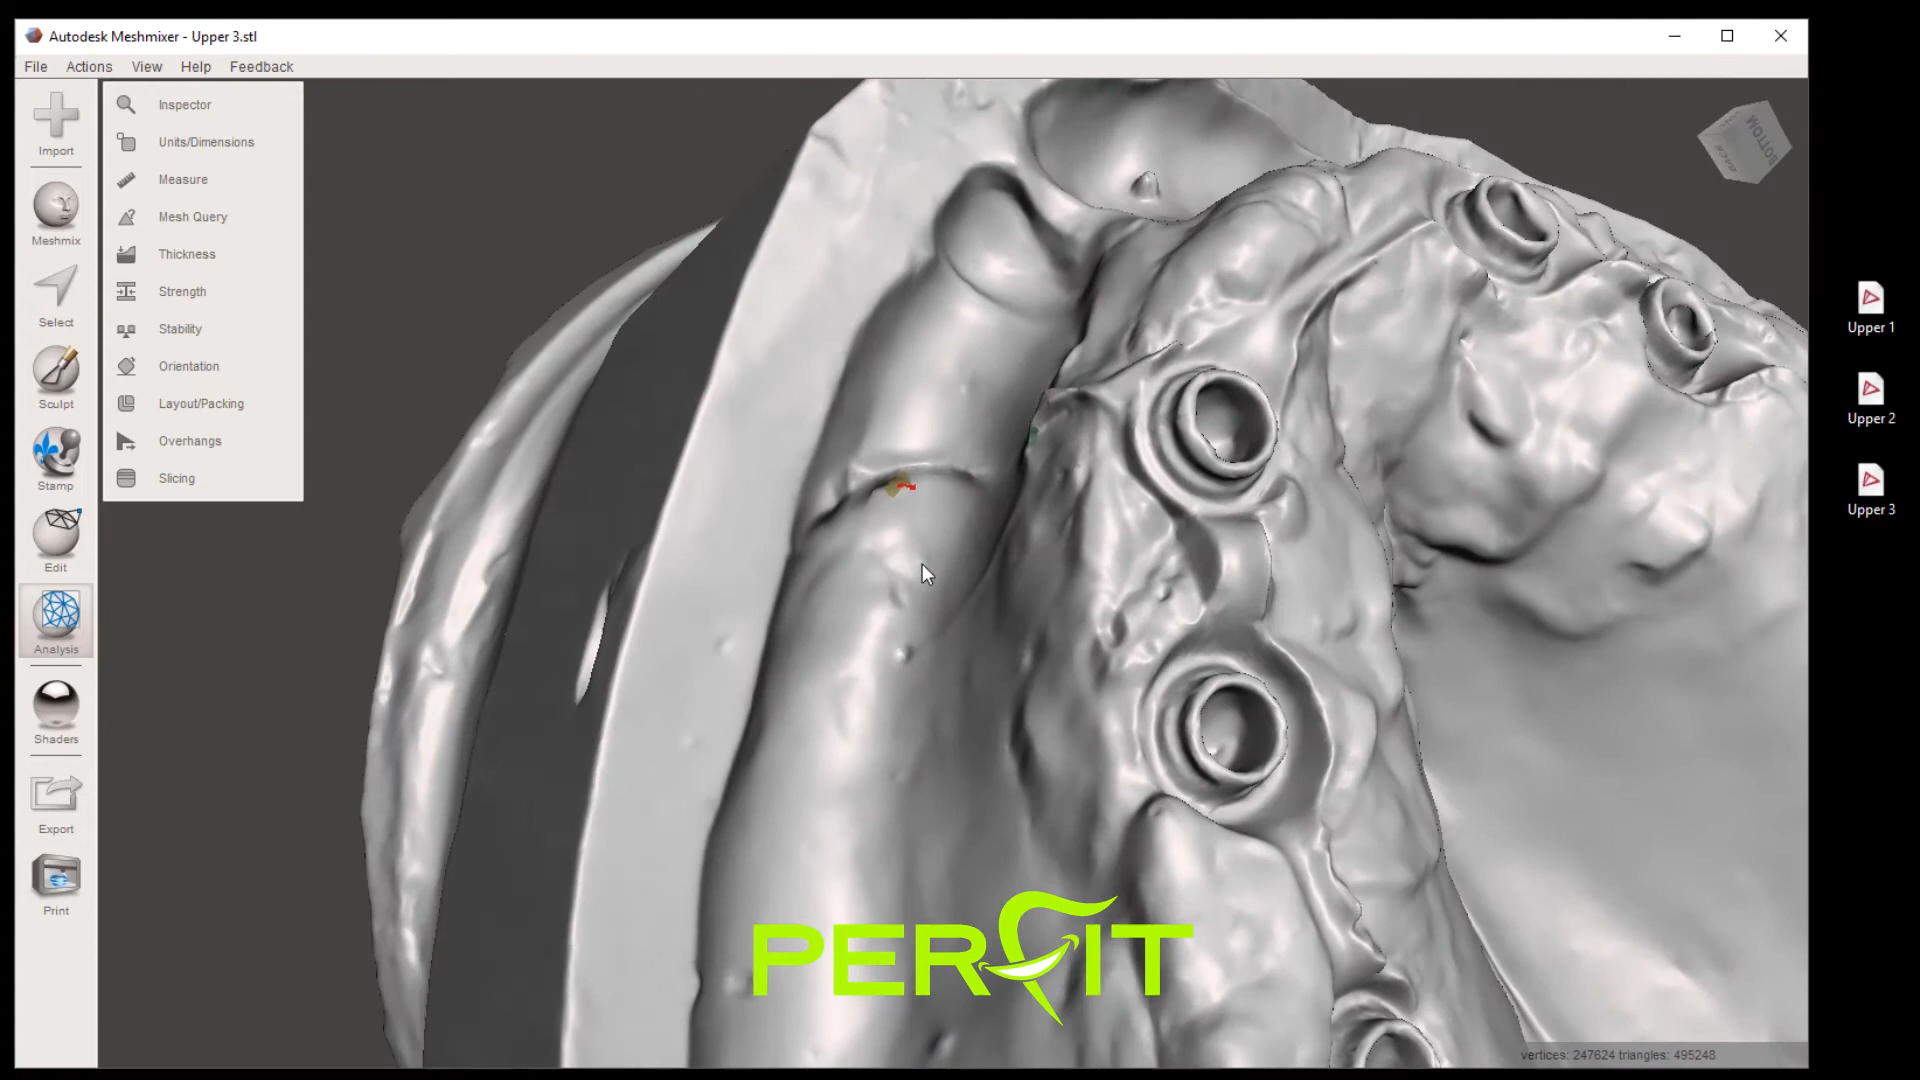 Autodesk Meshmixer - Upper 3.stl
File Actions View Help Feedback
Import
Meshmix
Select
Sculpt
Stamp
Edit
Analysis
Shaders
Export
Print
Inspector
Units/Dimensions
Measure
Mesh Query
Thickness
Strength
Stability
Orientation
Layout/Packing
Overhangs
Slicing
BACK
BOTTOM
Upper 1
Upper 2
Upper 3
PERFIT
vertices: 247624 triangles: 495248